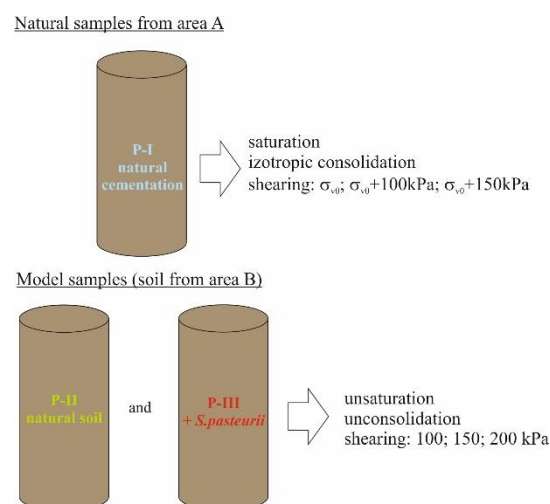 Natural samples from area A
P-I
natural
cementation
saturation
izotropic consolidation
shearing: σv0; σv0+100kPa; σv0+150kPa
Model samples (soil from area B)
P-II
natural soil
and
P-III
+ S.pasteurii
unsaturation
unconsolidation
shearing: 100; 150; 200 kPa